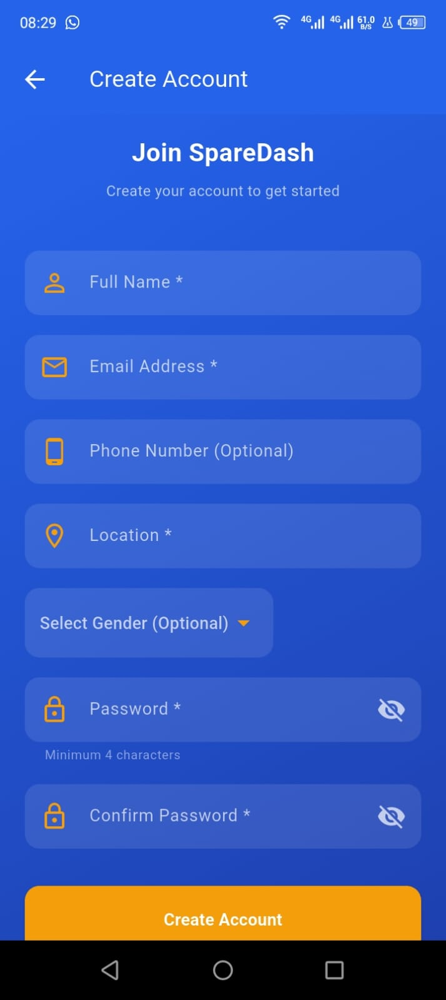 08:29
4G 4G 61.0 B/S 49
Create Account
Join SpareDash
Create your account to get started
Full Name *
Email Address *
Phone Number (Optional)
Location *
Select Gender (Optional)
Password *
Minimum 4 characters
Confirm Password *
Create Account